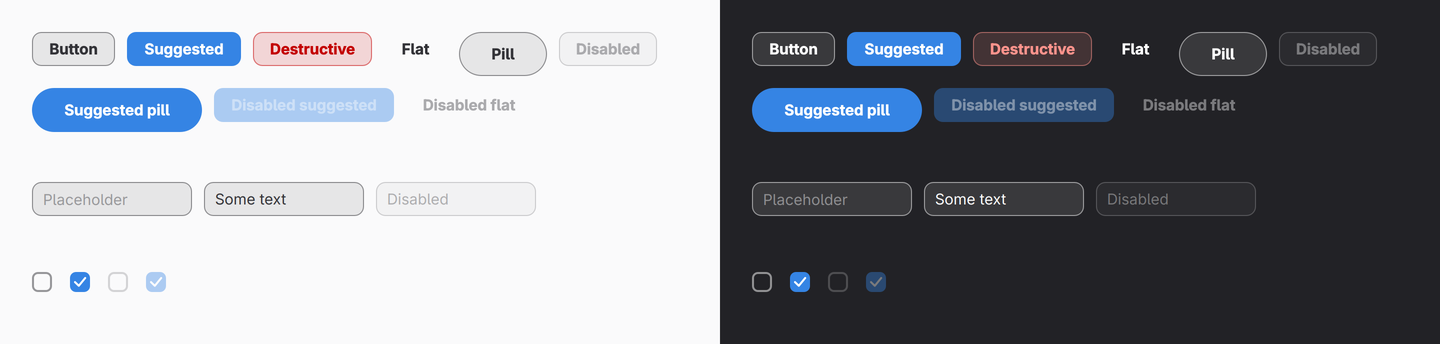 Button Suggested Destructive Flat Pill Disabled
Suggested pill Disabled suggested Disabled flat
Placeholder Some text Disabled
Button Suggested Destructive Flat Pill Disabled
Suggested pill Disabled suggested Disabled flat
Placeholder Some text Disabled